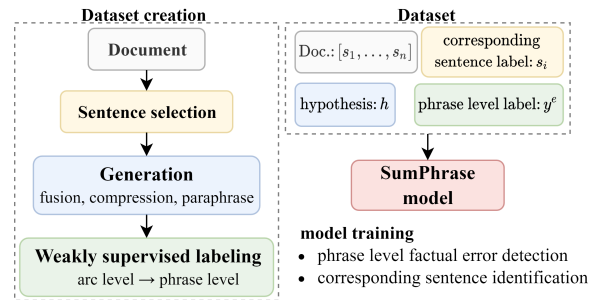 Dataset creation
Document
Sentence selection
Generation
fusion, compression, paraphrase
Weakly supervised labeling
arc level → phrase level
Dataset
Doc.: [s₁, . . . , sₙ]
corresponding
sentence label: sᵢ
hypothesis: h
phrase level label: yᵉ
SumPhrase
model
model training
• phrase level factual error detection
• corresponding sentence identification